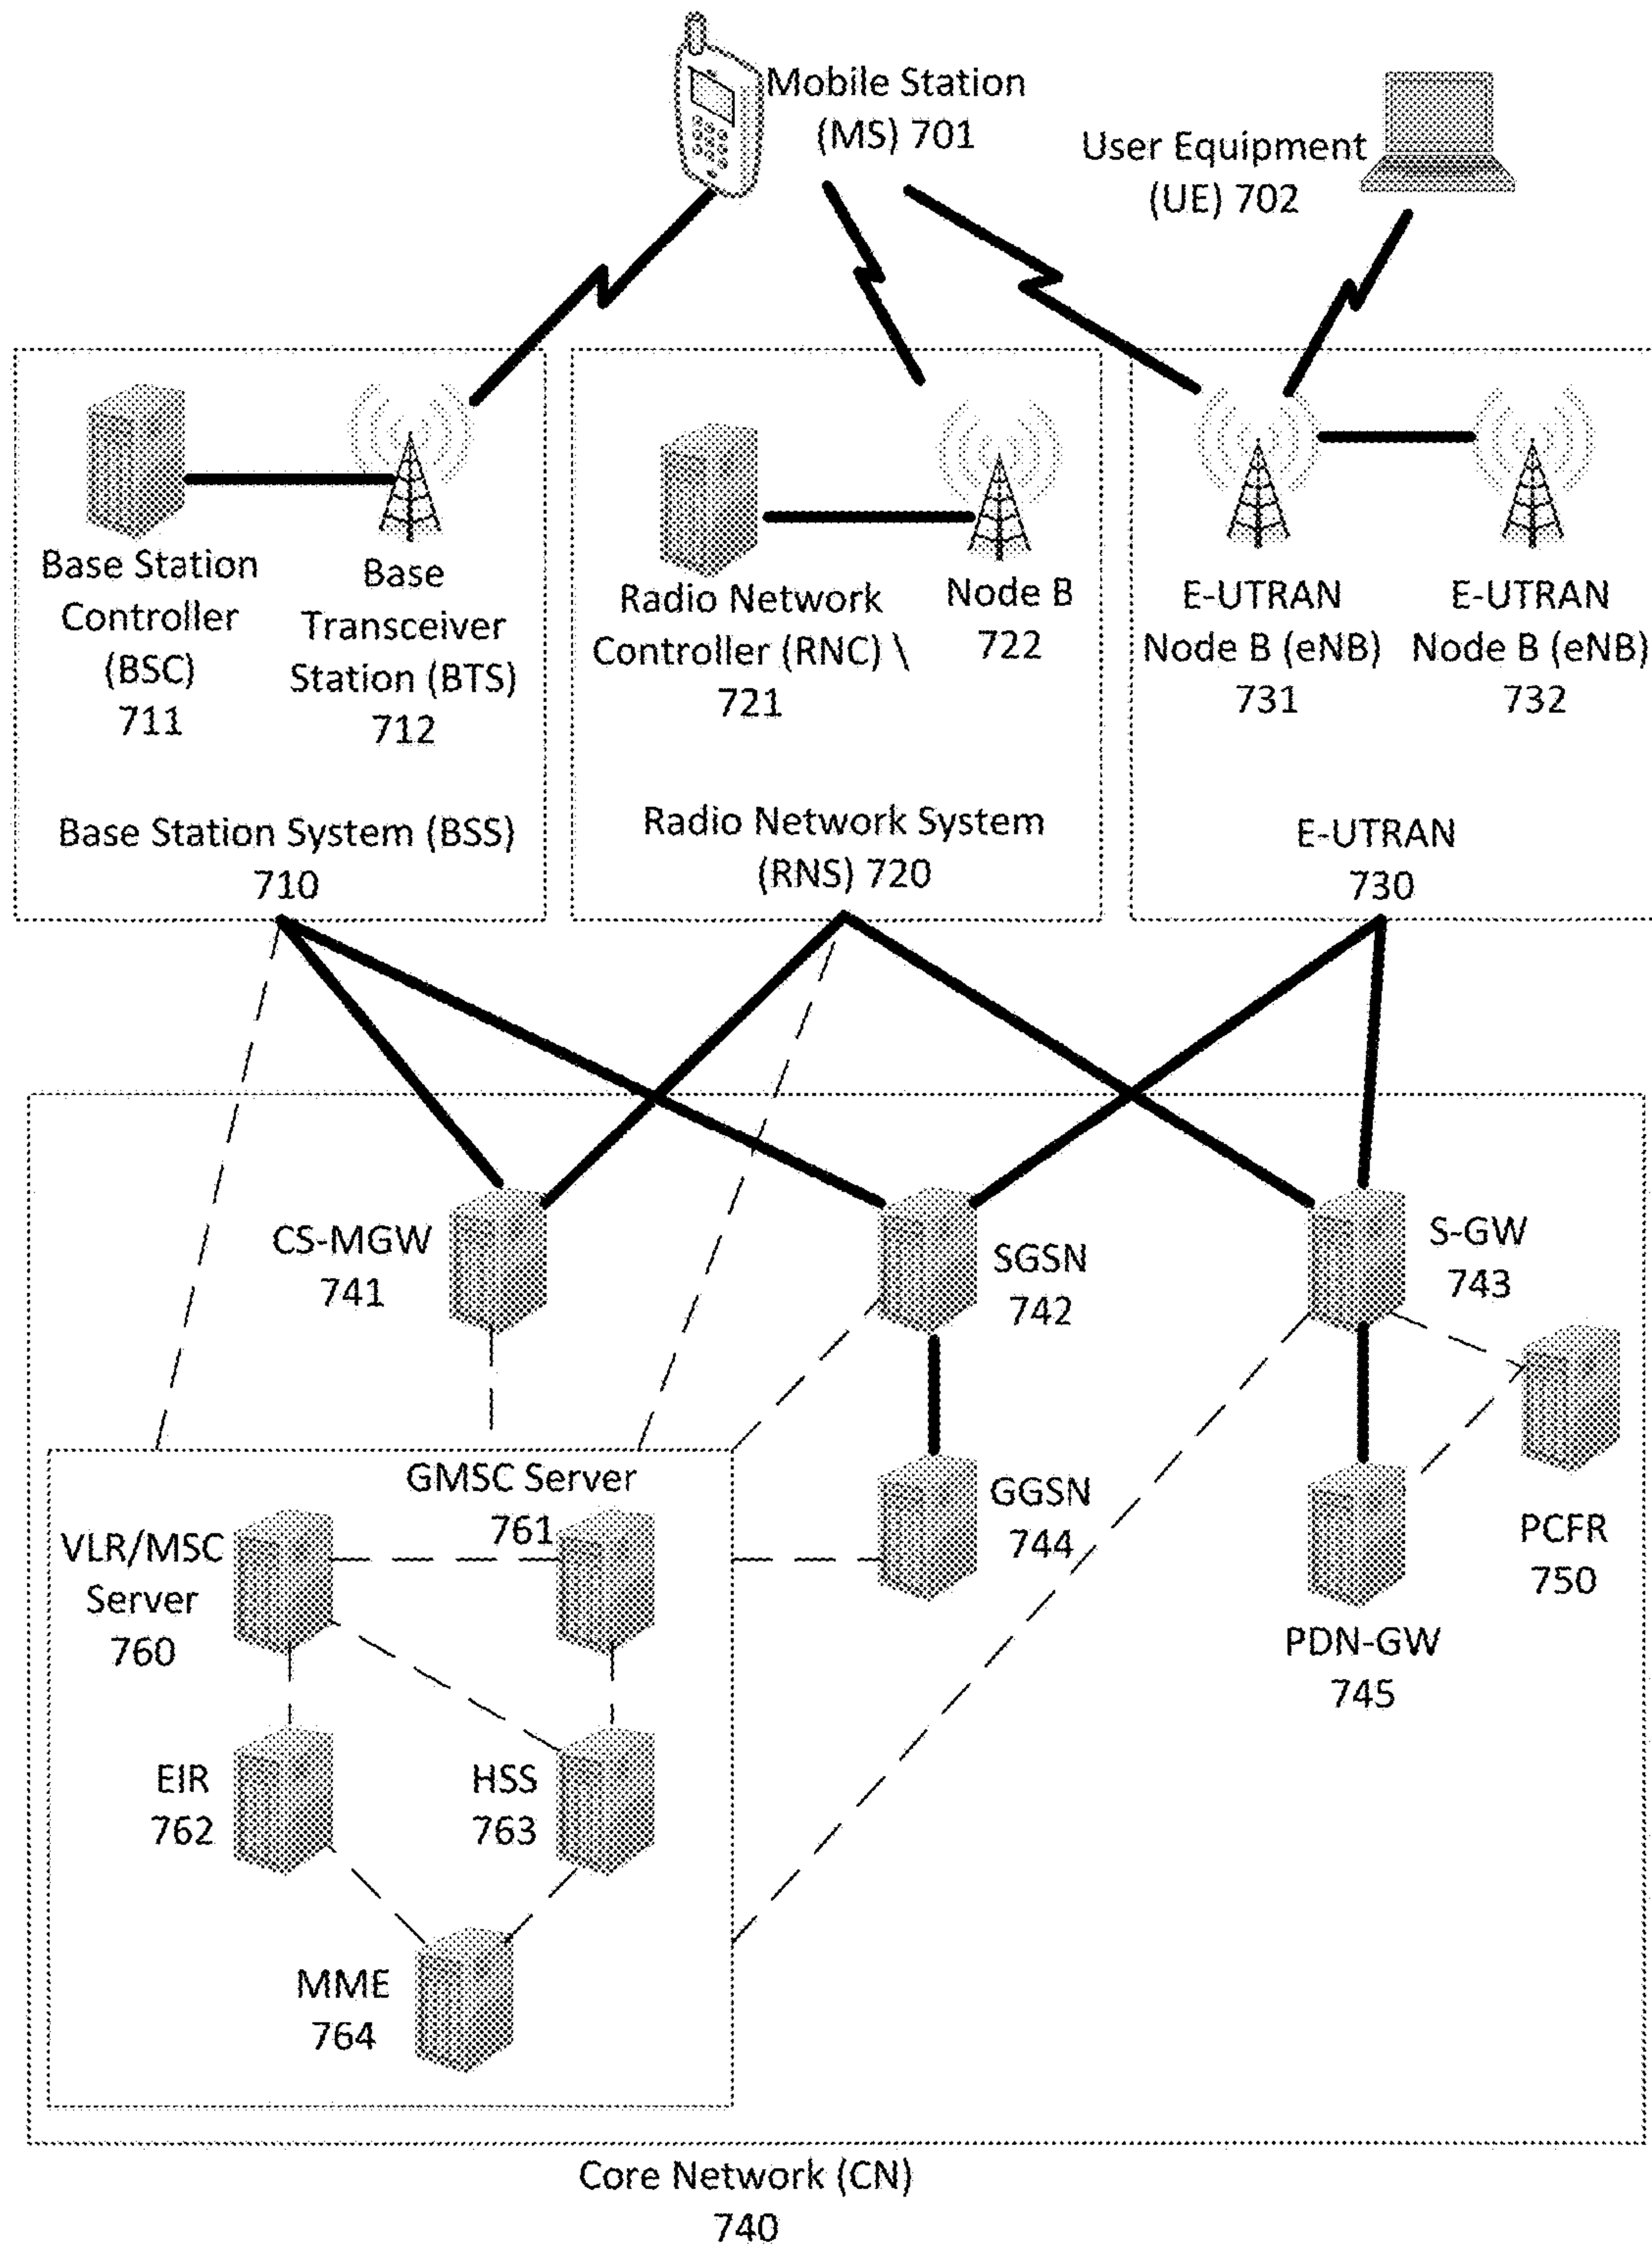 Mobile Station
(MS) 701
User Equipment
(UE) 702
Base Station
Controller
(BSC)
711
Base
Transceiver
Station (BTS)
712
Base Station System (BSS)
710
Radio Network
Controller (RNC) \
721
Node B
722
Radio Network System
(RNS) 720
E-UTRAN
Node B (eNB)
731
E-UTRAN
Node B (eNB)
732
E-UTRAN
730
CS-MGW
741
SGSN
742
S-GW
743
GMSC Server
761
VLR/MSC
Server
760
GGSN
744
PCFR
750
PDN-GW
745
EIR
762
HSS
763
MME
764
Core Network (CN)
740